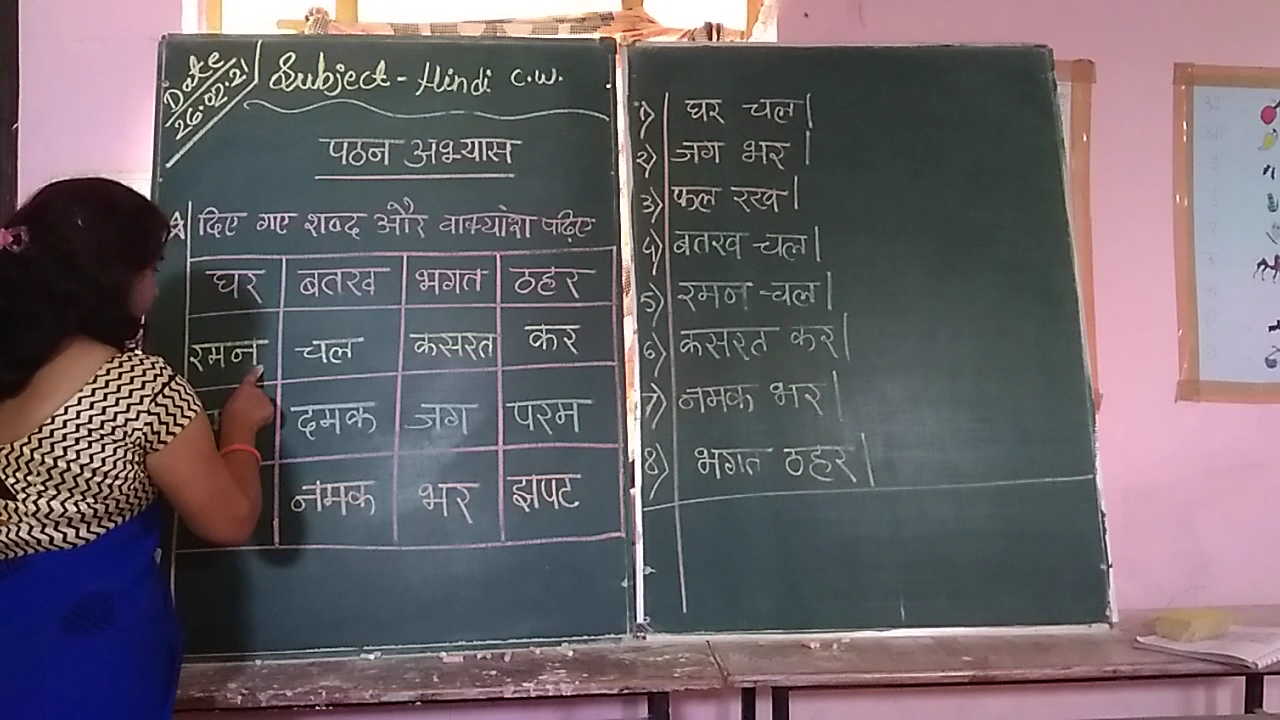 Date
26.02.21
Subject - Hindi C.W.
पठन अभ्यास
दिए गए शब्द और वाक्यांश पढ़िए
घर बतख भगत ठहर
रमन चल कसरत कर
दमक जग परम
नमक भर झपट
1) घर चल|
2) जग भर|
3) फल रख|
4) बतख चल|
5) रमन चल|
6) कसरत कर|
7) नमक भर|
8) भगत ठहर|